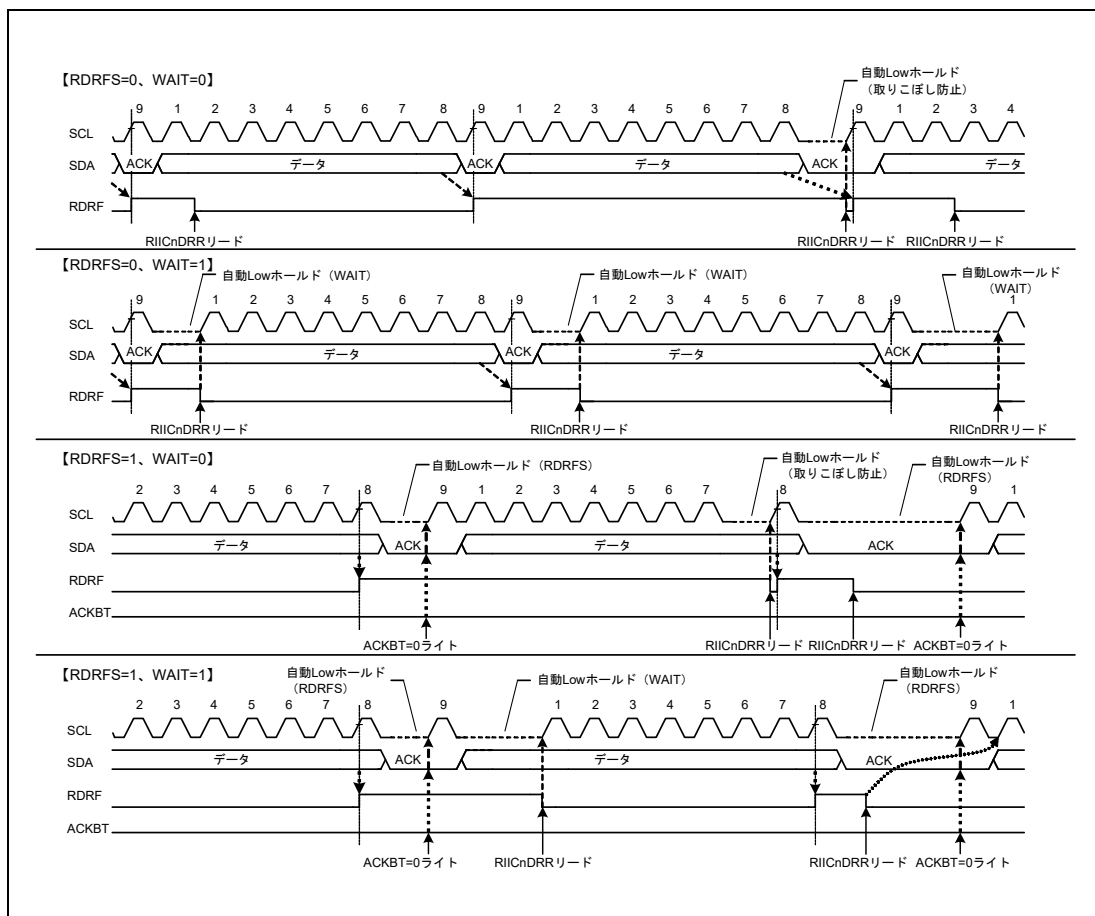 【RDRFS=0、WAIT=0】
自動Lowホールド
(取りこぼし防止)
9 1 2 3 4 5 6 7 8 9 1 2 3 4 5 6 7 8 9 1 2 3 4
SCL
SDA ACK データ ACK データ ACK データ
RDRF
RIICnDRRリード RIICnDRRリード RIICnDRRリード
【RDRFS=0、WAIT=1】
自動Lowホールド(WAIT) 自動Lowホールド(WAIT) 自動Lowホールド
(WAIT)
9 1 2 3 4 5 6 7 8 9 1 2 3 4 5 6 7 8 9 1
SCL
SDA ACK データ ACK データ ACK
RDRF
RIICnDRRリード RIICnDRRリード RIICnDRRリード
【RDRFS=1、WAIT=0】
自動Lowホールド(RDRFS) 自動Lowホールド
(取りこぼし防止)
自動Lowホールド
(RDRFS)
2 3 4 5 6 7 8 9 1 2 3 4 5 6 7 8 9 1
SCL
SDA データ ACK データ ACK
RDRF
ACKBT
ACKBT=0ライト RIICnDRRリード RIICnDRRリード ACKBT=0ライト
【RDRFS=1、WAIT=1】
自動Lowホールド
(RDRFS)
自動Lowホールド(WAIT)
自動Lowホールド
(RDRFS)
2 3 4 5 6 7 8 9 1 2 3 4 5 6 7 8 9 1
SCL
SDA データ ACK データ ACK
RDRF
ACKBT
ACKBT=0ライト RIICnDRRリード RIICnDRRリード ACKBT=0ライト